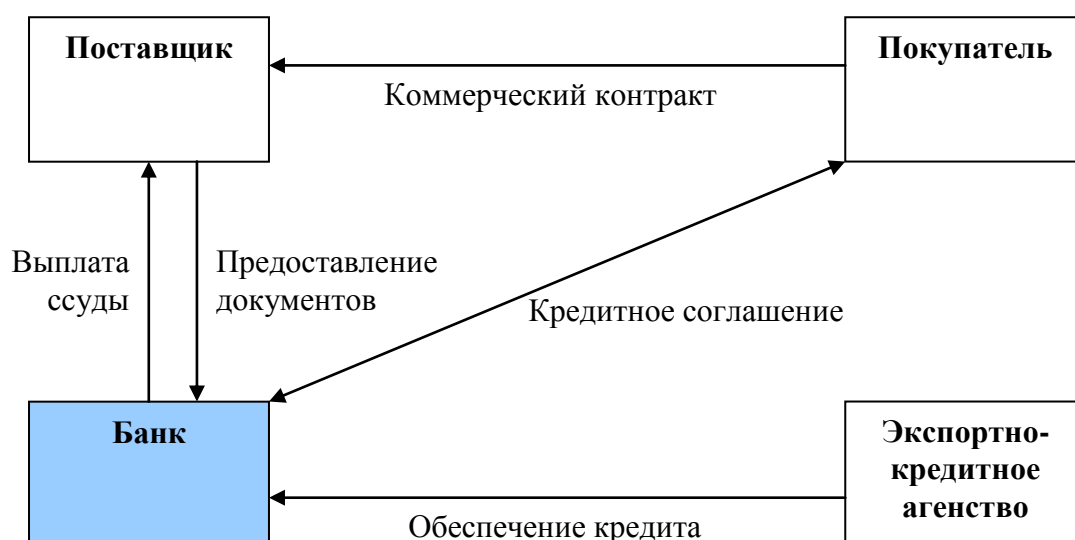 Поставщик
Покупатель
Коммерческий контракт
Выплата
ссуды
Предоставление
документов
Кредитное соглашение
Банк
Экспортно-
кредитное
агенство
Обеспечение кредита